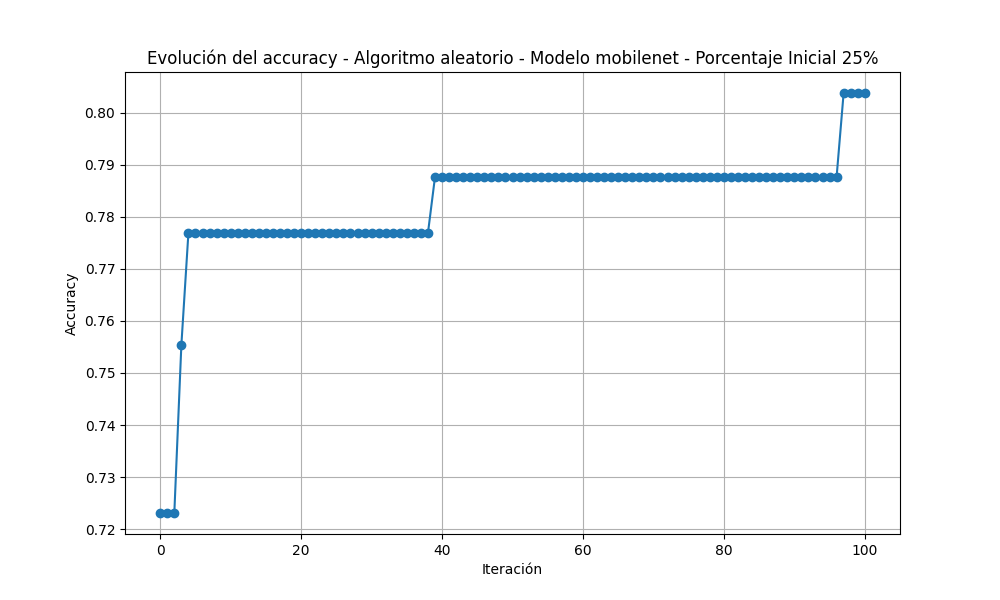 Evolución del accuracy - Algoritmo aleatorio - Modelo mobilenet - Porcentaje Inicial 25%
Accuracy
0.80
0.79
0.78
0.77
0.76
0.75
0.74
0.73
0.72
0 20 40 60 80 100
Iteración